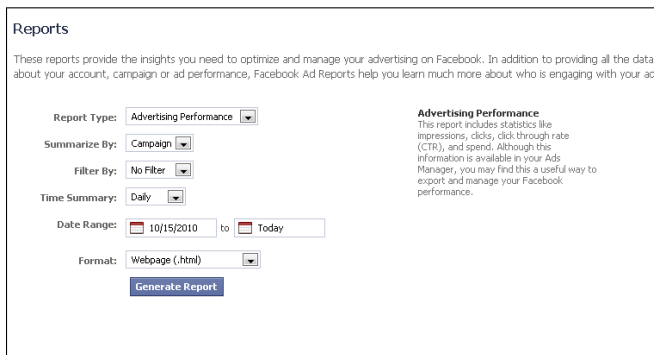 Reports
These reports provide the insights you need to optimize and manage your advertising on Facebook. In addition to providing all the data
about your account, campaign or ad performance, Facebook Ad Reports help you learn much more about who is engaging with your ad
Report Type: Advertising Performance
Summarize By: Campaign
Filter By: No Filter
Time Summary: Daily
Date Range: 10/15/2010 to Today
Format: Webpage (.html)
Generate Report
Advertising Performance
This report includes statistics like
impressions, clicks, click through rate
(CTR), and spend. Although this
information is available in your Ads
Manager, you may find this a useful way to
export and manage your Facebook
performance.